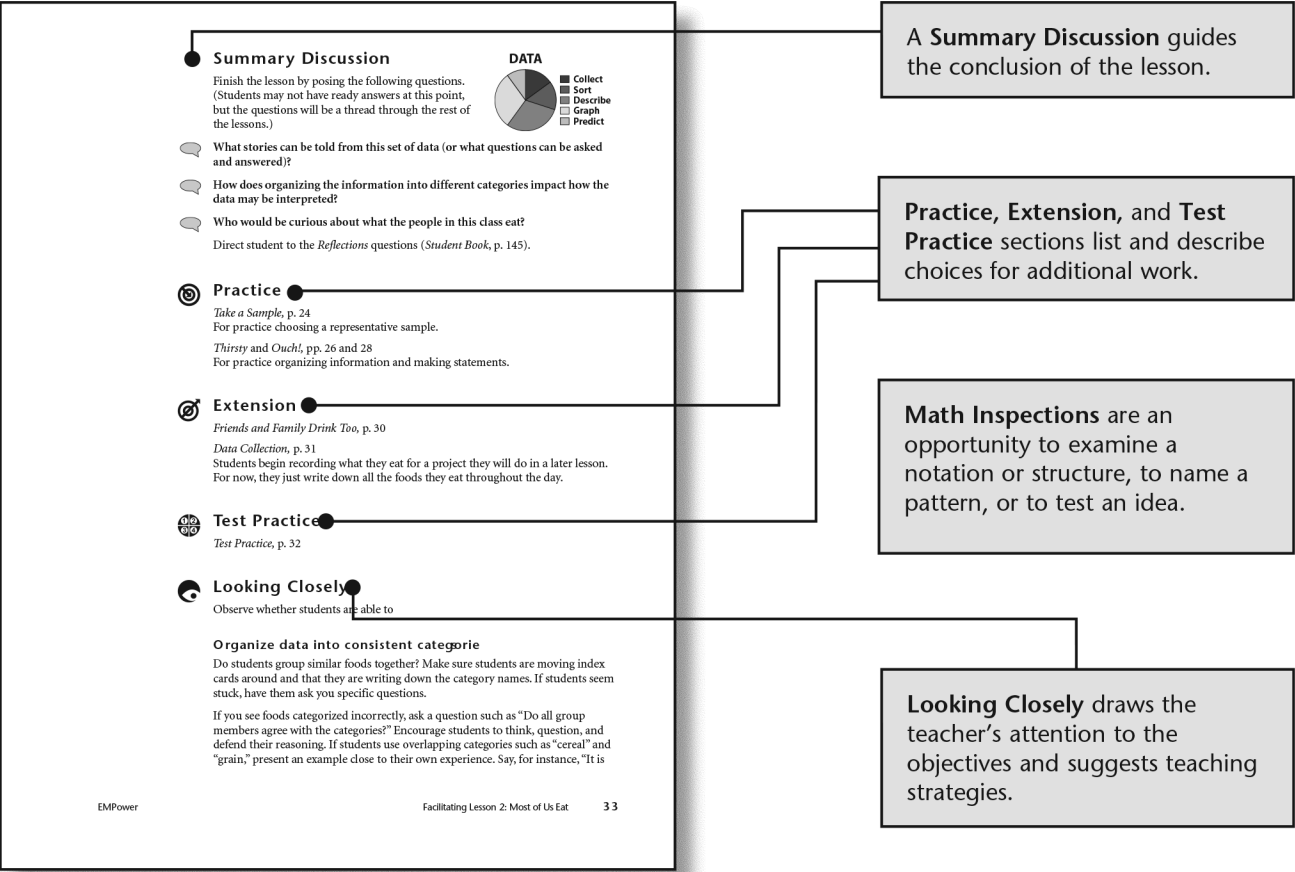 Summary Discussion
Finish the lesson by posing the following questions.
(Students may not have ready answers at this point,
but the questions will be a thread through the rest of
the lessons.)
DATA
Collect
Sort
Describe
Graph
Predict
What stories can be told from this set of data (or what questions can be asked
and answered)?
How does organizing the information into different categories impact how the
data may be interpreted?
Who would be curious about what the people in this class eat?
Direct student to the Reflections questions (Student Book, p. 145).
Practice
Take a Sample, p. 24
For practice choosing a representative sample.
Thirsty and Ouch!, pp. 26 and 28
For practice organizing information and making statements.
Extension
Friends and Family Drink Too, p. 30
Data Collection, p. 31
Students begin recording what they eat for a project they will do in a later lesson.
For now, they just write down all the foods they eat throughout the day.
1 2
3 4
Test Practice
Test Practice, p. 32
Looking Closely
Observe whether students are able to
Organize data into consistent categories
Do students group similar foods together? Make sure students are moving index
cards around and that they are writing down the category names. If students seem
stuck, have them ask you specific questions.
If you see foods categorized incorrectly, ask a question such as “Do all group
members agree with the categories?” Encourage students to think, question, and
defend their reasoning. If students use overlapping categories such as “cereal” and
“grain,” present an example close to their own experience. Say, for instance, “It is
EMPower
Facilitating Lesson 2: Most of Us Eat
33
A Summary Discussion guides
the conclusion of the lesson.
Practice, Extension, and Test
Practice sections list and describe
choices for additional work.
Math Inspections are an
opportunity to examine a
notation or structure, to name a
pattern, or to test an idea.
Looking Closely draws the
teacher’s attention to the
objectives and suggests teaching
strategies.